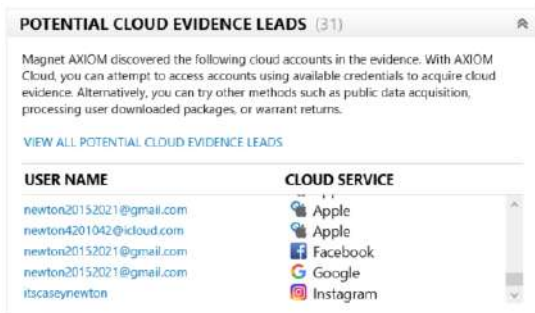 POTENTIAL CLOUD EVIDENCE LEADS (31)
Magnet AXIOM discovered the following cloud accounts in the evidence. With AXIOM
Cloud, you can attempt to access accounts using available credentials to acquire cloud
evidence. Alternatively, you can try other methods such as public data acquisition,
processing user downloaded packages, or warrant returns.
VIEW ALL POTENTIAL CLOUD EVIDENCE LEADS
USER NAME CLOUD SERVICE
newton20152021@gmail.com Apple
newton4201042@icloud.com Apple
newton20152021@gmail.com Facebook
newton20152021@gmail.com Google
itscaseynewton Instagram